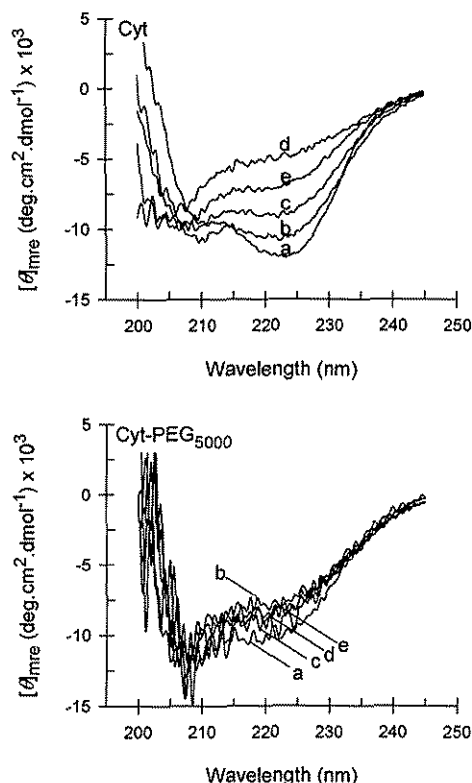 Cyt
5
0
-5
-10
-15
[θ]mre (deg.cm².dmol⁻¹) x 10³
d
e
c
b
a
200 210 220 230 240 250
Wavelength (nm)
Cyt-PEG5000
5
0
-5
-10
-15
[θ]mre (deg.cm².dmol⁻¹) x 10³
b
e
d
c
a
200 210 220 230 240 250
Wavelength (nm)